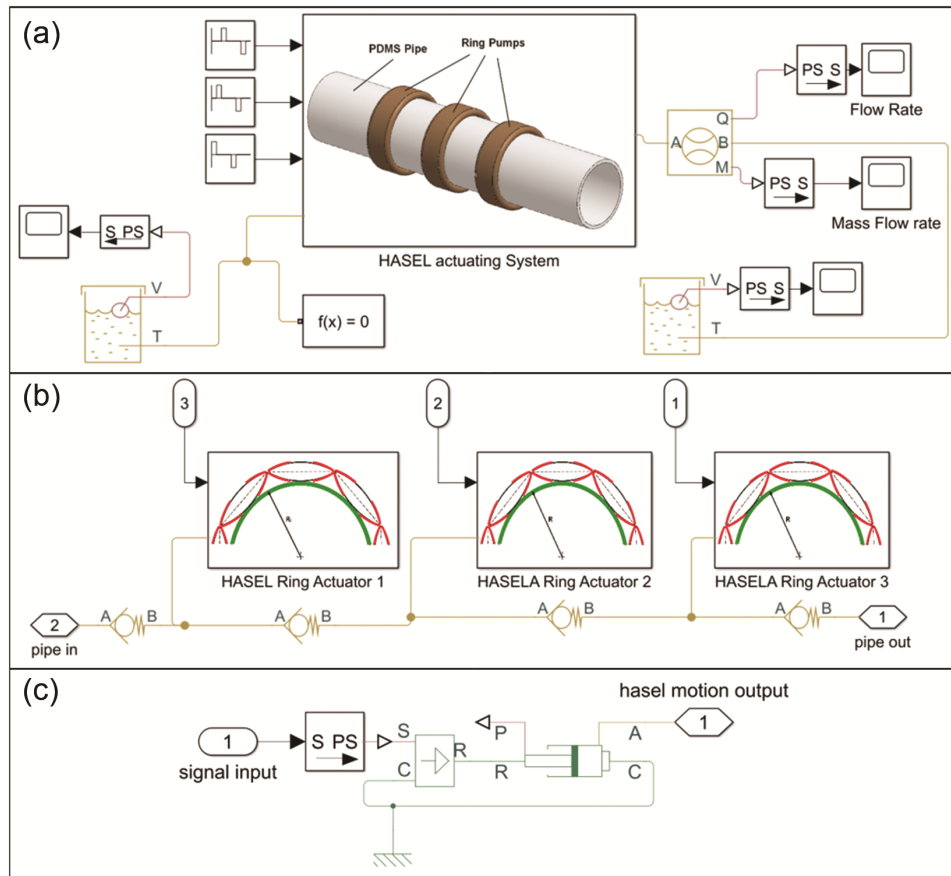 (a)
PDMS Pipe
Ring Pumps
HASEL actuating System
A
Q
B
M
PS S
Flow Rate
PS S
Mass Flow rate
S PS
V
T
f(x) = 0
V
T
PS S
(b)
3
2
1
R
R
R
HASEL Ring Actuator 1
HASELA Ring Actuator 2
HASELA Ring Actuator 3
2
pipe in
A B
A B
A B
A B
1
pipe out
(c)
hasel motion output
1
signal input
S PS
S
C
R
P
R
A
C
1